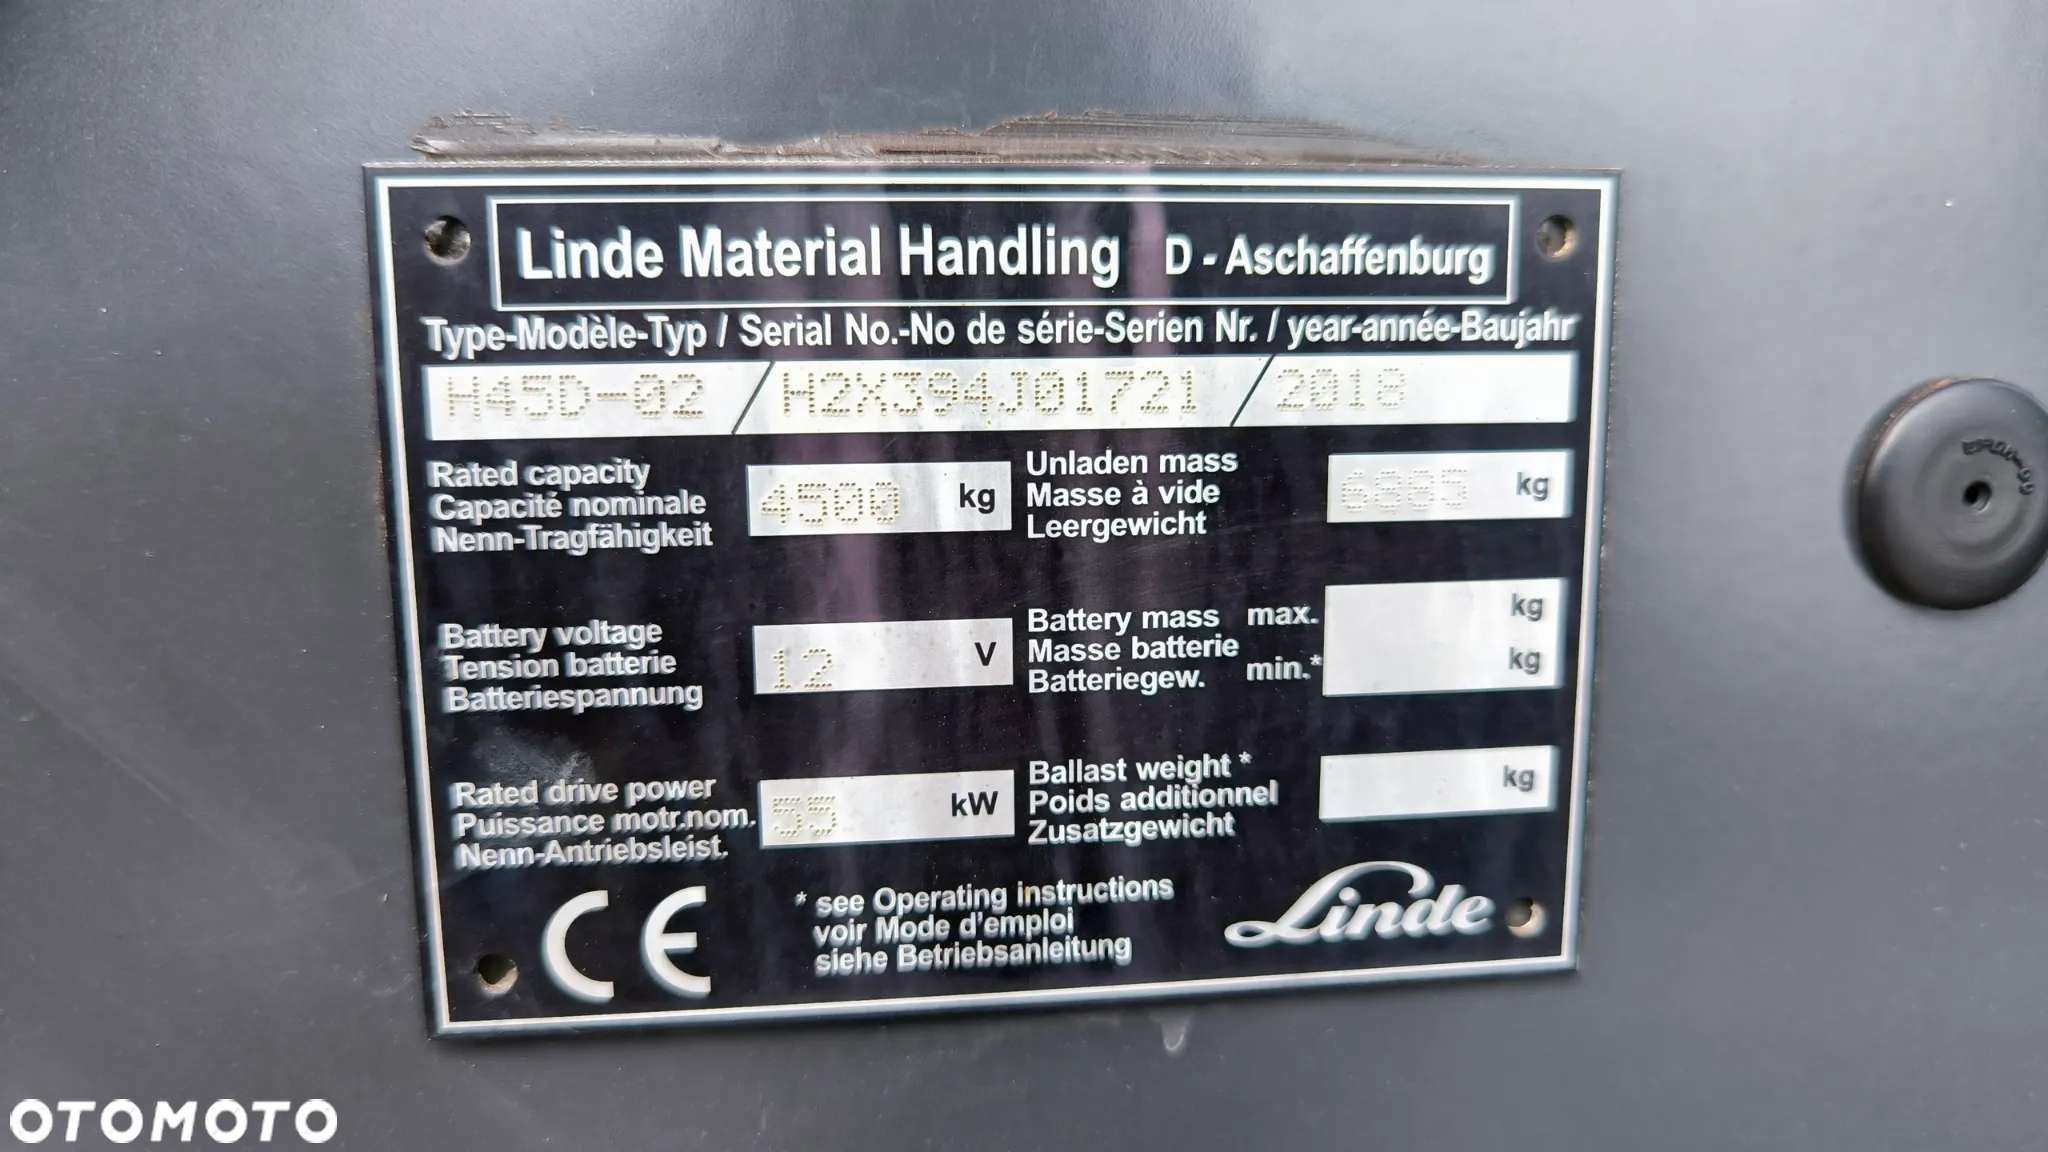 Linde Material Handling D - Aschaffenburg
Type-Modèle-Typ / Serial No.-No de série-Serien Nr. / year-année-Baujahr
H45D-02 / H2X394J01721 / 2018
Rated capacity
Capacité nominale
Nenn-Tragfähigkeit
4500 kg
Unladen mass
Masse à vide
Leergewicht
6885 kg
Battery voltage
Tension batterie
Batteriespannung
12 V
Battery mass max. kg
Masse batterie
Batteriegew. min.* kg
Rated drive power
Puissance motr.nom.
Nenn-Antriebsleist.
55 kW
Ballast weight *
Poids additionnel
Zusatzgewicht
kg
CE
* see Operating instructions
voir Mode d'emploi
siehe Betriebsanleitung
Linde
OTOMOTO